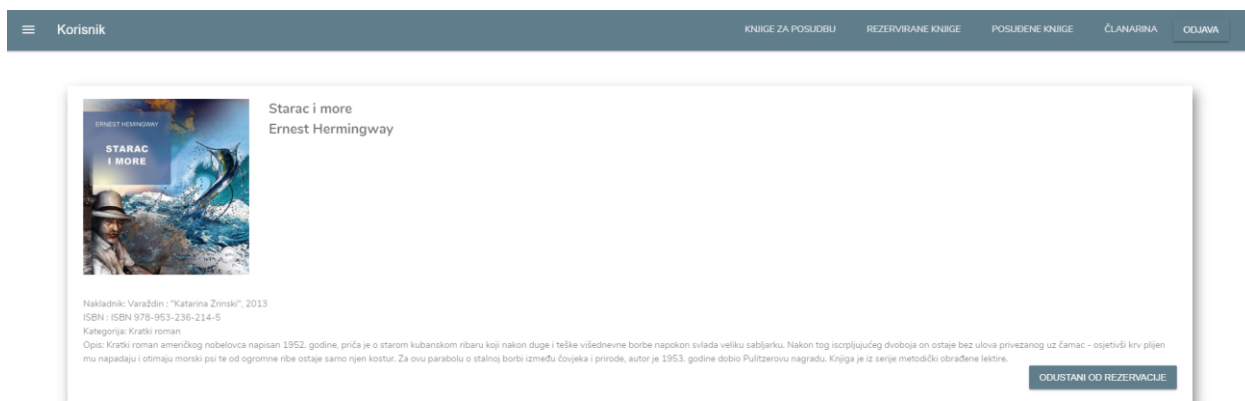 Korisnik
KNJIGE ZA POSUDBU
REZERVIRANE KNJIGE
POSUĐENE KNJIGE
ČLANARINA
ODJAVA
ERNEST HEMINGWAY
STARAC
I MORE
Starac i more
Ernest Hermingway
Nakladnik: Varaždin : "Katarina Zrinski", 2013
ISBN : ISBN 978-953-236-214-5
Kategorija: Kratki roman
Opis: Kratki roman američkog nobelovca napisan 1952. godine, priča je o starom kubanskom ribaru koji nakon duge i teške višednevne borbe napokon svlada veliku sabljarku. Nakon tog iscrpljujućeg dvoboja on ostaje bez ulova privezanog uz čamac - osjetivši krv plijen
mu napadaju i otimaju morski psi te od ogromne ribe ostaje samo njen kostur. Za ovu parabolu o stalnoj borbi između čovjeka i prirode, autor je 1953. godine dobio Pulitzerovu nagradu. Knjiga je iz serije metodički obrađene lektire.
ODUSTANI OD REZERVACIJE